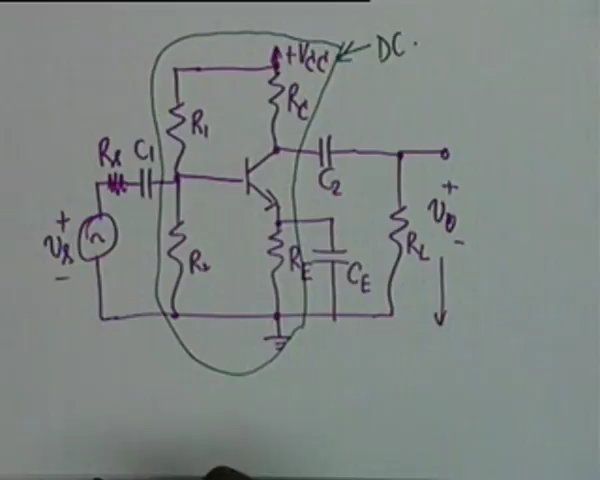 +VCC
DC.
R1
RC
Rs
C1
C2
+
vs
-
R2
RE
CE
RL
+
vo
-